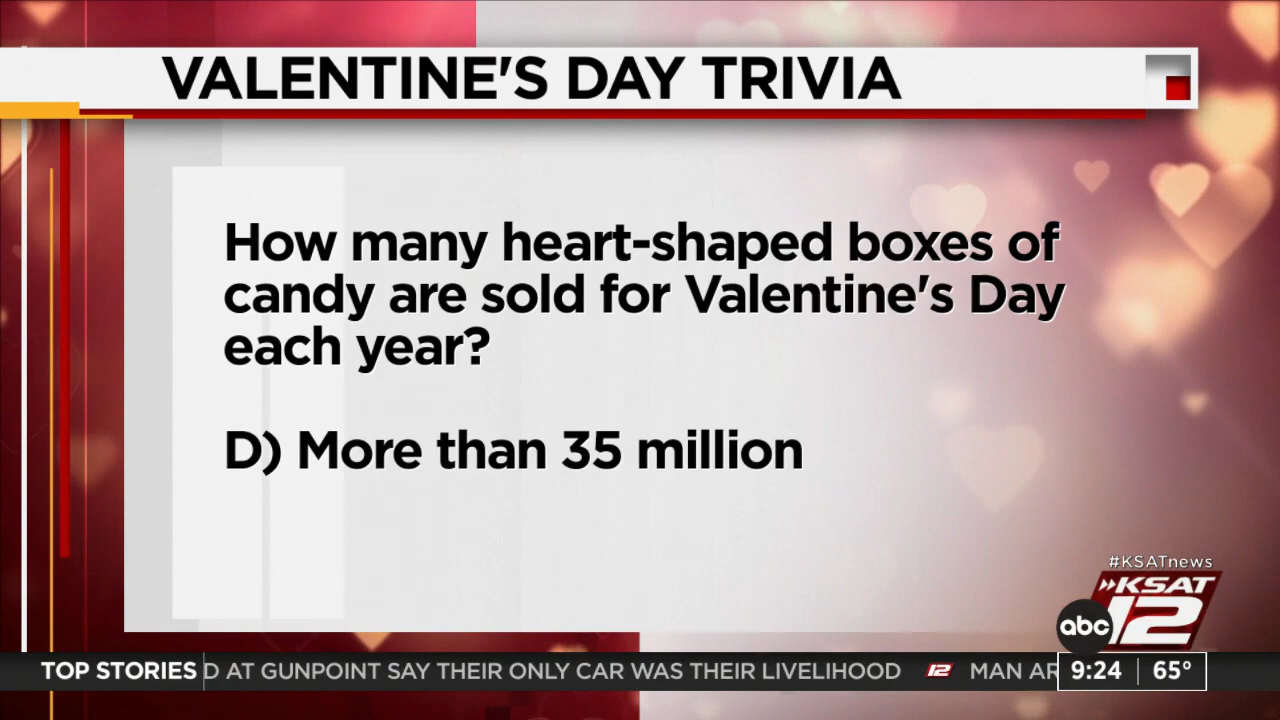 VALENTINE'S DAY TRIVIA
How many heart-shaped boxes of
candy are sold for Valentine's Day
each year?
D) More than 35 million
#KSATnews
KSAT
abc 12
TOP STORIES D AT GUNPOINT SAY THEIR ONLY CAR WAS THEIR LIVELIHOOD 12 MAN AR 9:24 65°